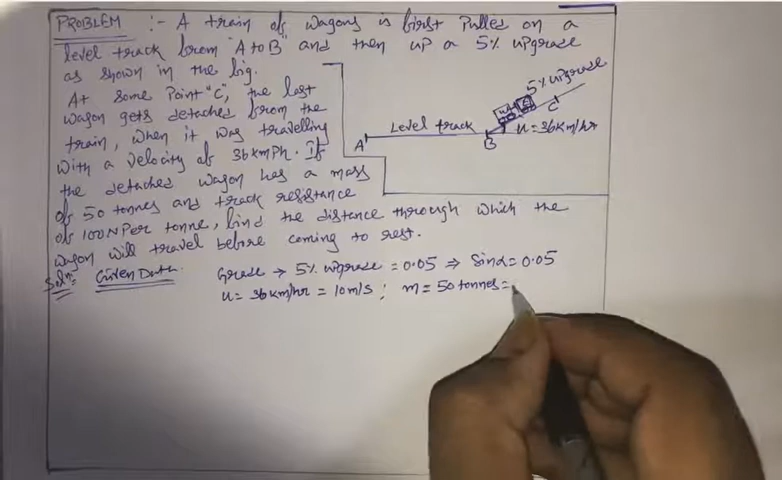 PROBLEM :- A train of wagons is first pulled on a
level track from "A to B" and then up a 5% upgrade
as shown in the fig.
At some Point "C", the last
wagon gets detached from the
train, when it was travelling
with a velocity of 36 kmph. If
the detached wagon has a mass
of 50 tonnes and track resistance
of 100N Per tonne, find the distance through which the
wagon will travel before coming to rest.
5% upgrade
C
u = 36 Km/hr
Level track
A
B
Soln:- Given Data:-
Grade → 5% upgrade = 0.05 ⇒ Sinα = 0.05
u = 36 km/hr = 10 m/s ; m = 50 tonnes =